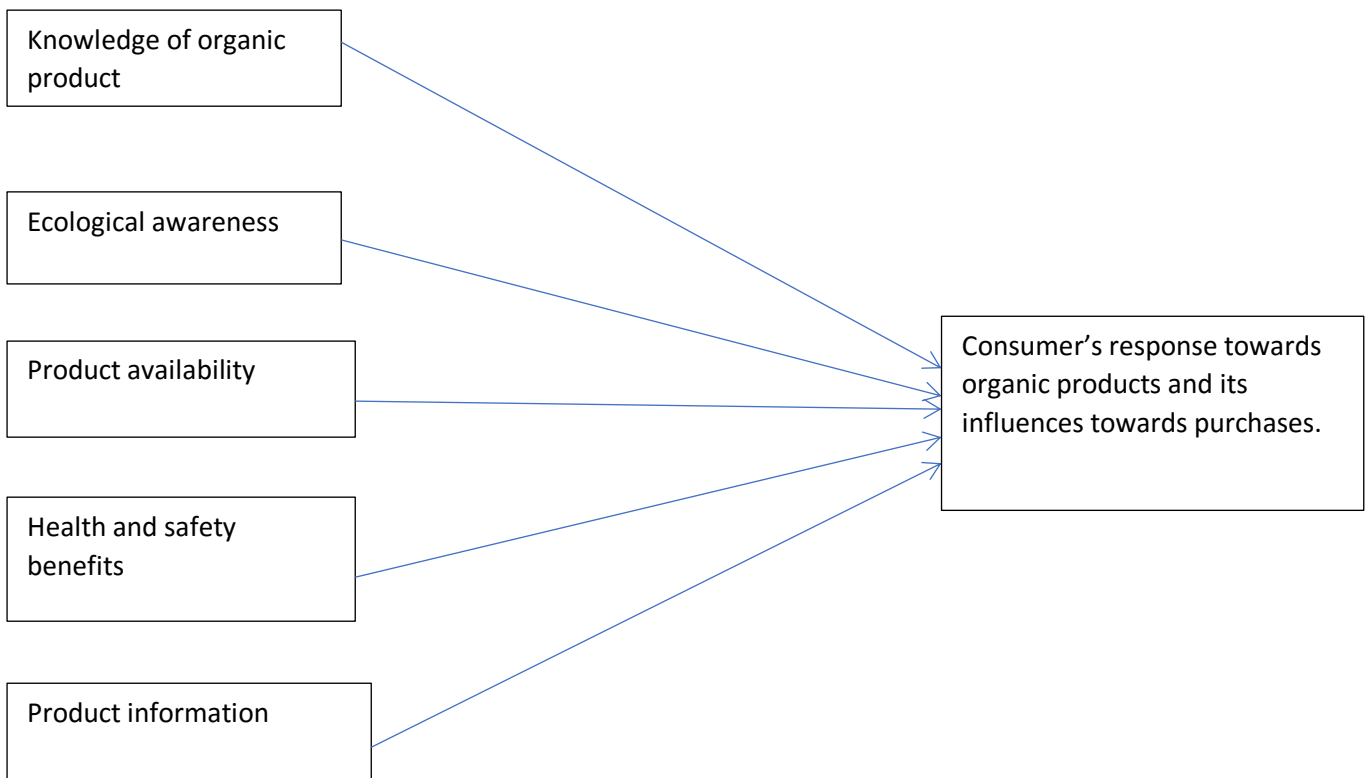 Knowledge of organic
product
Ecological awareness
Product availability
Health and safety
benefits
Product information
Consumer’s response towards
organic products and its
influences towards purchases.